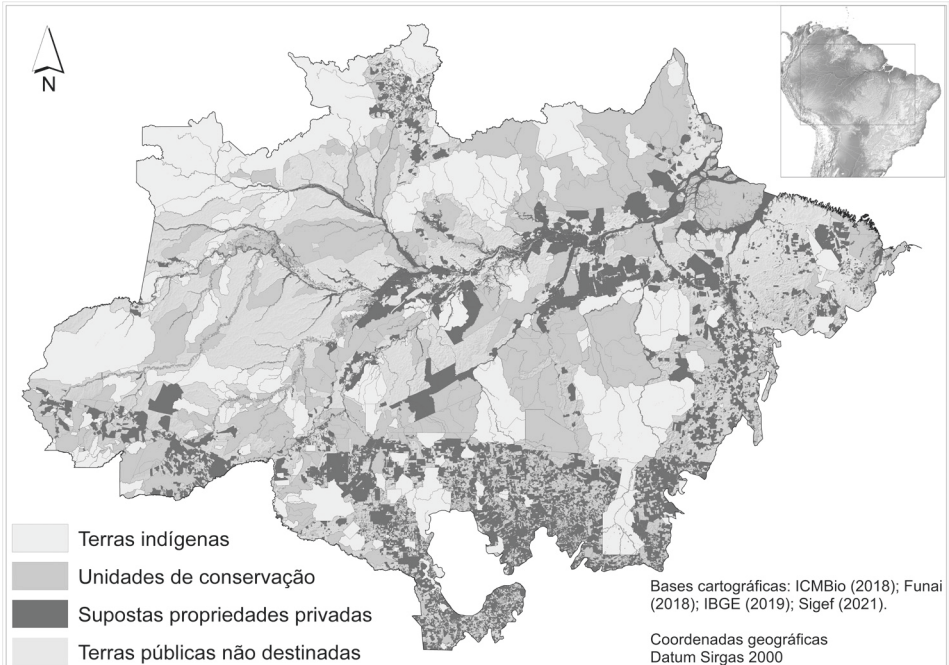 N
Terras indígenas
Unidades de conservação
Supostas propriedades privadas
Terras públicas não destinadas
Bases cartográficas: ICMBio (2018); Funai
(2018); IBGE (2019); Sigef (2021).
Coordenadas geográficas
Datum Sirgas 2000